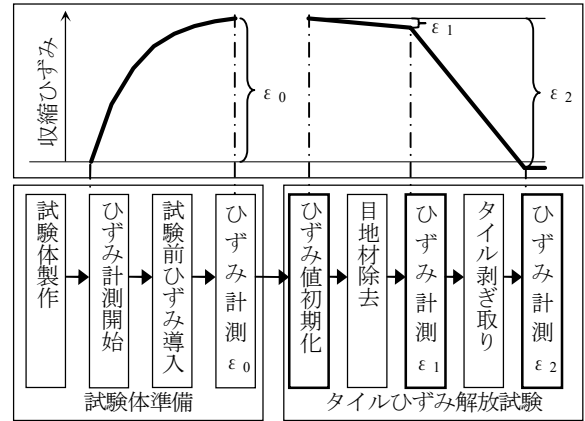 収縮ひずみ
ε0
ε1
ε2
試験体製作
ひずみ計測開始
試験前ひずみ導入
ひずみ計測 ε0
ひずみ値初期化
目地材除去
ひずみ計測 ε1
タイル剥ぎ取り
ひずみ計測 ε2
試験体準備
タイルひずみ解放試験